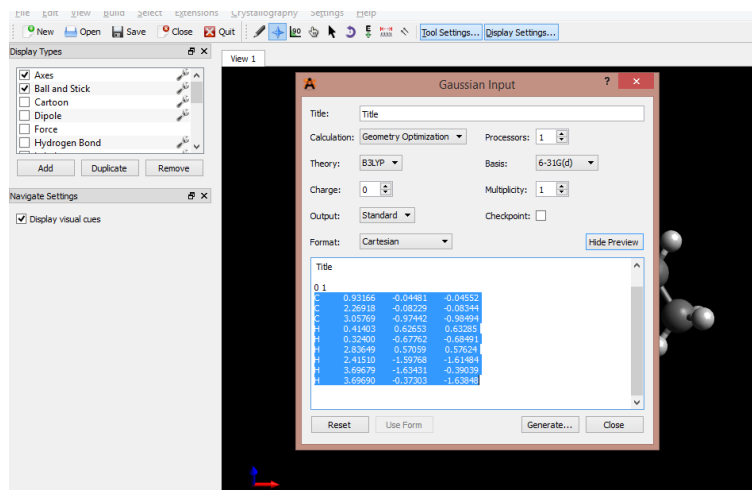 File Edit View Build Select Extensions Crystallography Settings Help
New Open Save Close Quit Tool Settings... Display Settings...
Display Types
View 1
Axes
Ball and Stick
Cartoon
Dipole
Force
Hydrogen Bond
Add Duplicate Remove
Navigate Settings
Display visual cues
Gaussian Input
Title: Title
Calculation: Geometry Optimization Processors: 1
Theory: B3LYP Basis: 6-31G(d)
Charge: 0 Multiplicity: 1
Output: Standard Checkpoint:
Format: Cartesian Hide Preview
Title
0 1
C 0.93166 -0.04481 -0.04552
C 2.26918 -0.08229 -0.08344
C 3.05769 -0.97442 -0.98494
H 0.41403 0.62653 0.63285
H 0.32400 -0.67762 -0.68491
H 2.83649 0.57059 0.57624
H 2.41510 -1.59768 -1.61484
H 3.69679 -1.63431 -0.39039
H 3.69690 -0.37303 -1.63848
Reset Use Form Generate... Close